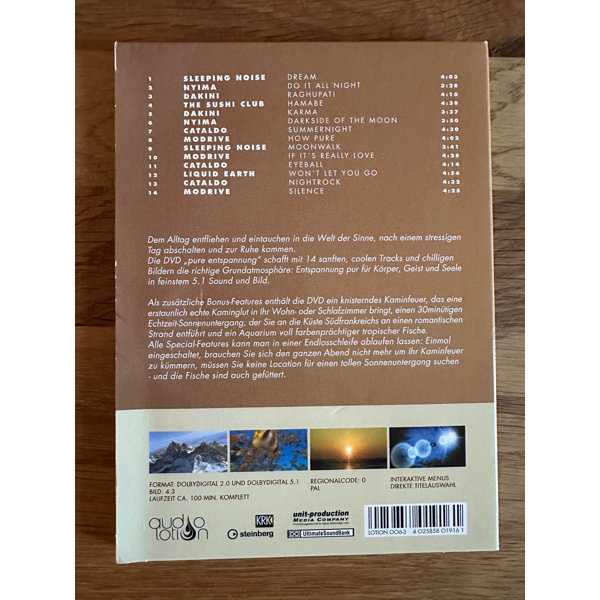 1 SLEEPING NOISE DREAM 4:03
2 NYIMA DO IT ALL NIGHT 3:28
3 DAKINI RAGHUPATI 4:10
4 THE SUSHI CLUB HAMABE 4:39
5 DAKINI KARMA 3:37
6 NYIMA DARKSIDE OF THE MOON 3:50
7 CATALDO SUMMERNIGHT 4:30
8 MODRIVE HOW PURE 4:02
9 SLEEPING NOISE MOONWALK 3:41
10 MODRIVE IF IT'S REALLY LOVE 4:28
11 CATALDO EYEBALL 4:14
12 LIQUID EARTH WON'T LET YOU GO 4:56
13 CATALDO NIGHTROCK 4:32
14 MODRIVE SILENCE 4:25
Dem Alltag entfliehen und eintauchen in die Welt der Sinne, nach einem stressigen
Tag abschalten und zur Ruhe kommen.
Die DVD „pure entspannung" schafft mit 14 sanften, coolen Tracks und chilligen
Bildern die richtige Grundatmosphäre: Entspannung pur für Körper, Geist und Seele
in feinstem 5.1 Sound und Bild.
Als zusätzliche Bonus-Features enthält die DVD ein knisterndes Kaminfeuer, das eine
erstaunlich echte Kaminglut in Ihr Wohn- oder Schlafzimmer bringt, einen 30minütigen
Echtzeit-Sonnenuntergang, der Sie an die Küste Südfrankreichs an einen romantischen
Strand entführt und ein Aquarium voll farbenprächtiger tropischer Fische.
Alle Special-Features kann man in einer Endlosschleife ablaufen lassen: Einmal
eingeschaltet, brauchen Sie sich den ganzen Abend nicht mehr um Ihr Kaminfeuer
zu kümmern, müssen Sie keine Location für einen tollen Sonnenuntergang suchen
- und die Fische sind auch gefüttert.
FORMAT: DOLBYDIGITAL 2.0 UND DOLBYDIGITAL 5.1
BILD: 4:3
LAUFZEIT CA. 100 MIN. KOMPLETT
REGIONALCODE: 0
PAL
INTERAKTIVE MENUS
DIREKTE TITELAUSWAHL
audio
lotion
KRK
steinberg
unit-production
MEDIA COMPANY
UltimateSoundBank
LOTION 0063 4 025858 019161